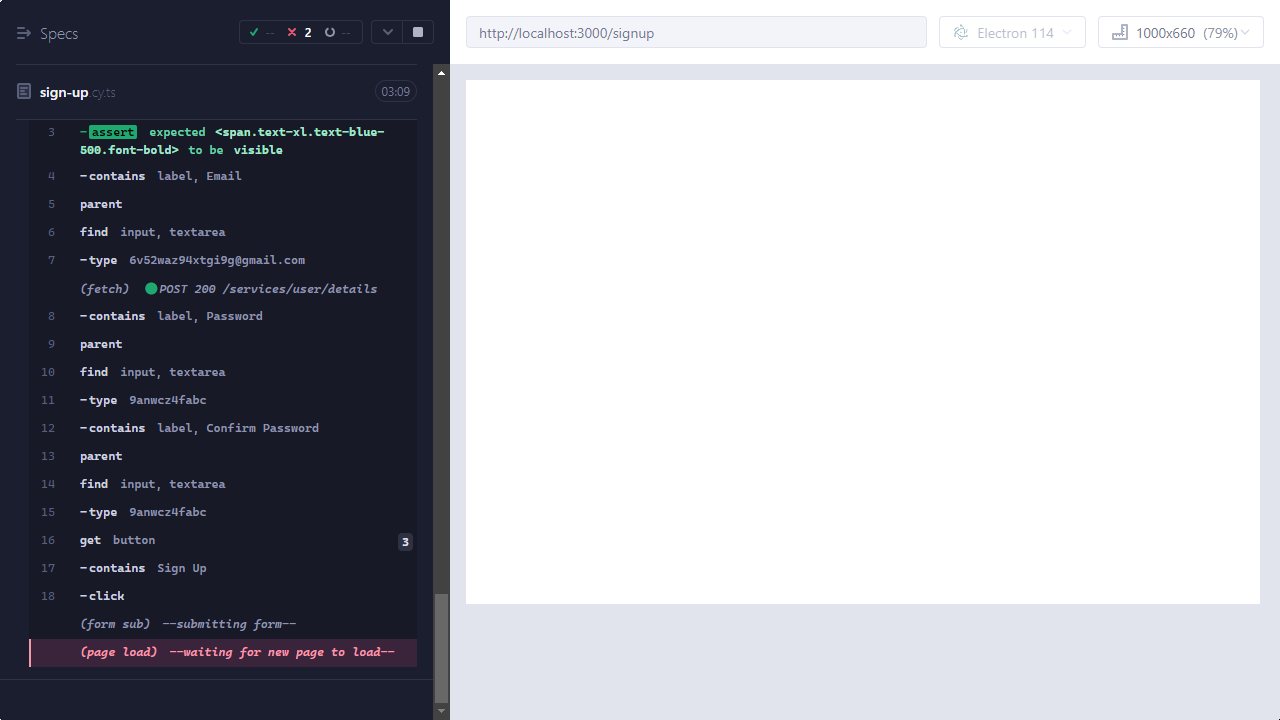 Specs
-- 2 --
http://localhost:3000/signup
Electron 114
1000x660 (79%)
sign-up.cy.ts
03:09
3 -assert expected <span.text-xl.text-blue-
500.font-bold> to be visible
4 -contains label, Email
5 parent
6 find input, textarea
7 -type 6v52waz94xtgi9g@gmail.com
(fetch) POST 200 /services/user/details
8 -contains label, Password
9 parent
10 find input, textarea
11 -type 9anwcz4fabc
12 -contains label, Confirm Password
13 parent
14 find input, textarea
15 -type 9anwcz4fabc
16 get button 3
17 -contains Sign Up
18 -click
(form sub) --submitting form--
(page load) --waiting for new page to load--